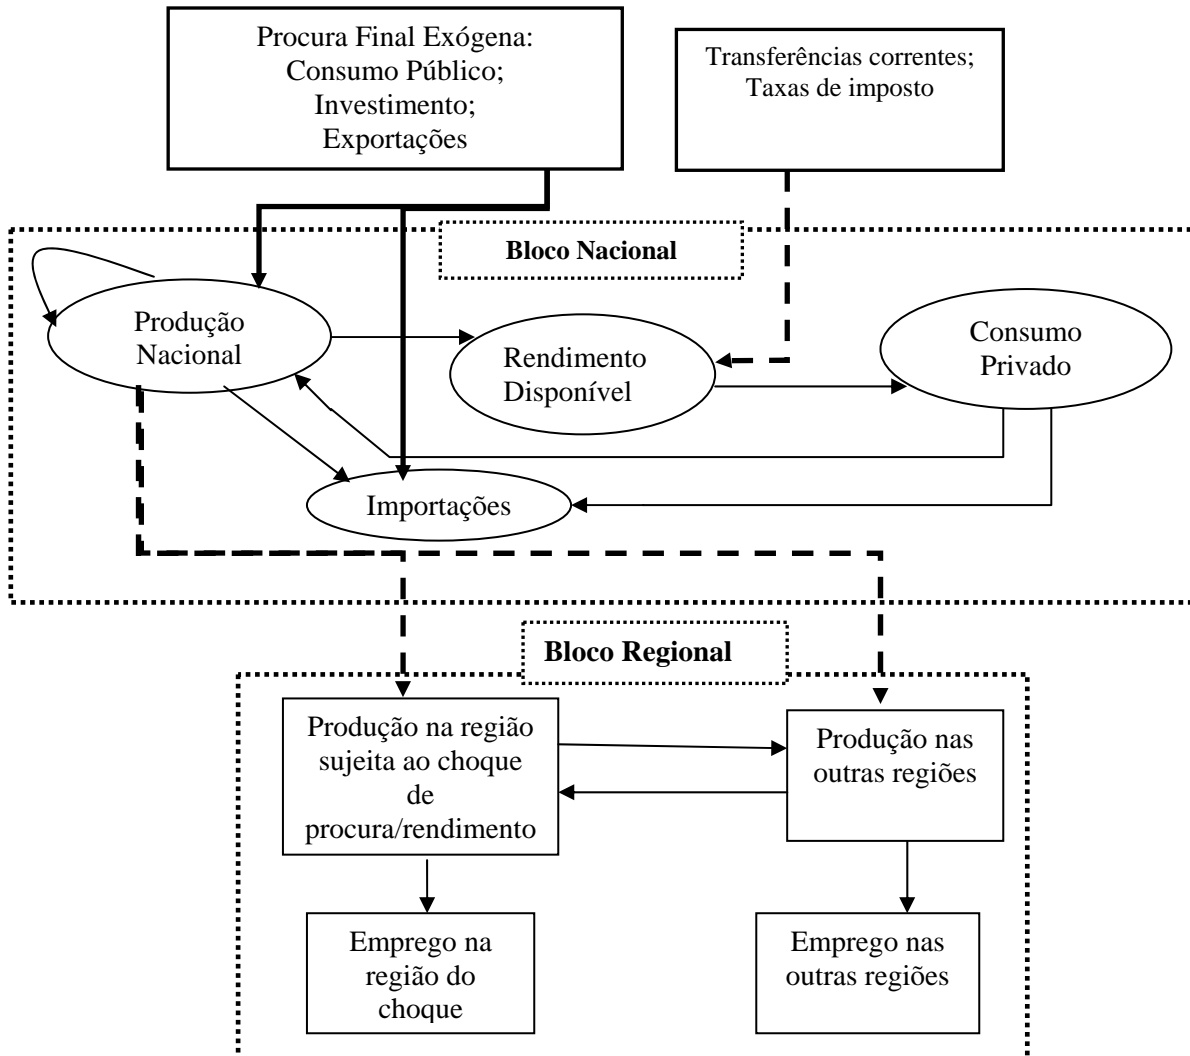 Procura Final Exógena:
Consumo Público;
Investimento;
Exportações
Transferências correntes;
Taxas de imposto
Bloco Nacional
Produção
Nacional
Rendimento
Disponível
Consumo
Privado
Importações
Bloco Regional
Produção na região
sujeita ao choque
de
procura/rendimento
Produção nas
outras regiões
Emprego na
região do
choque
Emprego nas
outras regiões